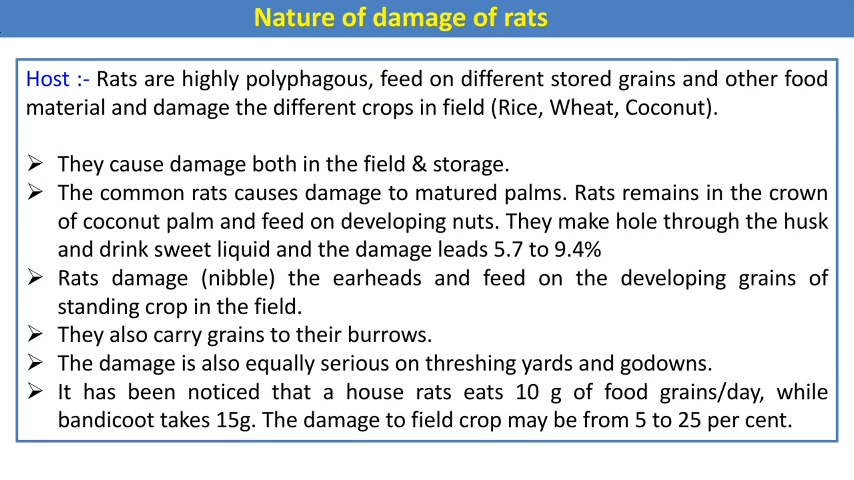 Nature of damage of rats
Host :- Rats are highly polyphagous, feed on different stored grains and other food
material and damage the different crops in field (Rice, Wheat, Coconut).
➢ They cause damage both in the field & storage.
➢ The common rats causes damage to matured palms. Rats remains in the crown
of coconut palm and feed on developing nuts. They make hole through the husk
and drink sweet liquid and the damage leads 5.7 to 9.4%
➢ Rats damage (nibble) the earheads and feed on the developing grains of
standing crop in the field.
➢ They also carry grains to their burrows.
➢ The damage is also equally serious on threshing yards and godowns.
➢ It has been noticed that a house rats eats 10 g of food grains/day, while
bandicoot takes 15g. The damage to field crop may be from 5 to 25 per cent.